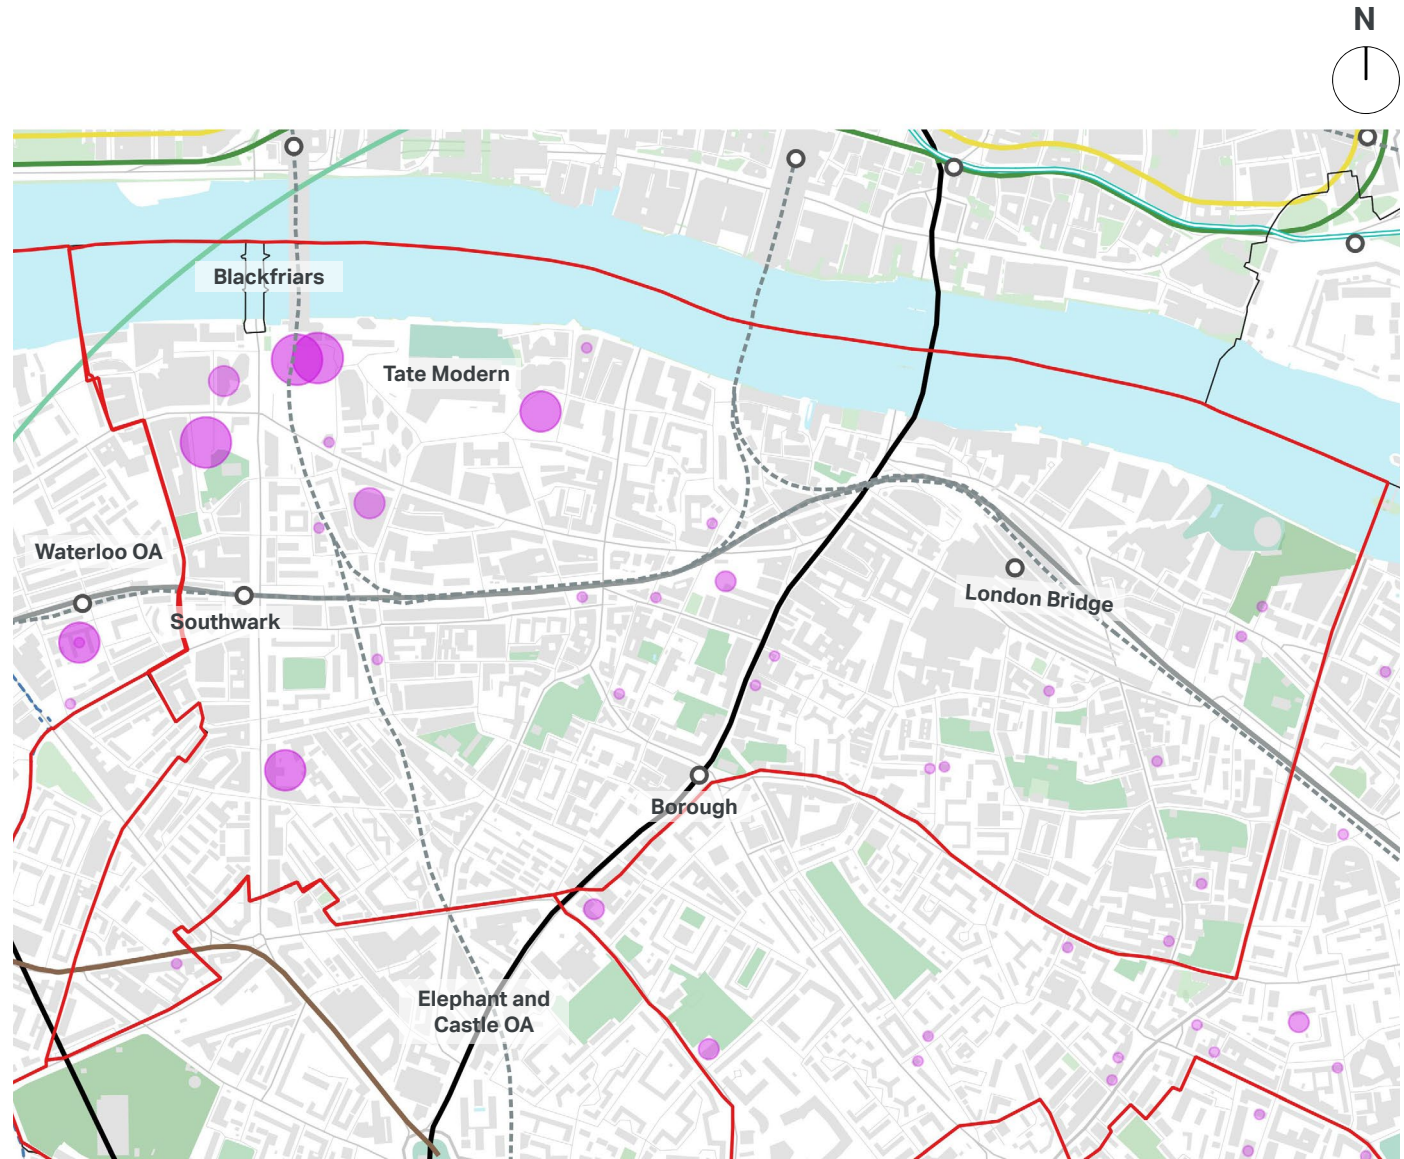 N
Blackfriars
Tate Modern
Waterloo OA
Southwark
London Bridge
Borough
Elephant and
Castle OA